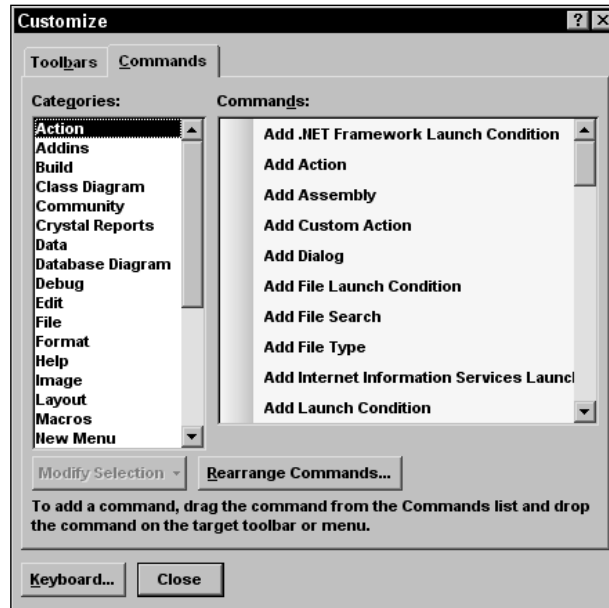 Customize
Toolbars Commands
Categories: Commands:
Action
Addins
Build
Class Diagram
Community
Crystal Reports
Data
Database Diagram
Debug
Edit
File
Format
Help
Image
Layout
Macros
New Menu
Add .NET Framework Launch Condition
Add Action
Add Assembly
Add Custom Action
Add Dialog
Add File Launch Condition
Add File Search
Add File Type
Add Internet Information Services Launcl
Add Launch Condition
Modify Selection Rearrange Commands...
To add a command, drag the command from the Commands list and drop
the command on the target toolbar or menu.
Keyboard... Close